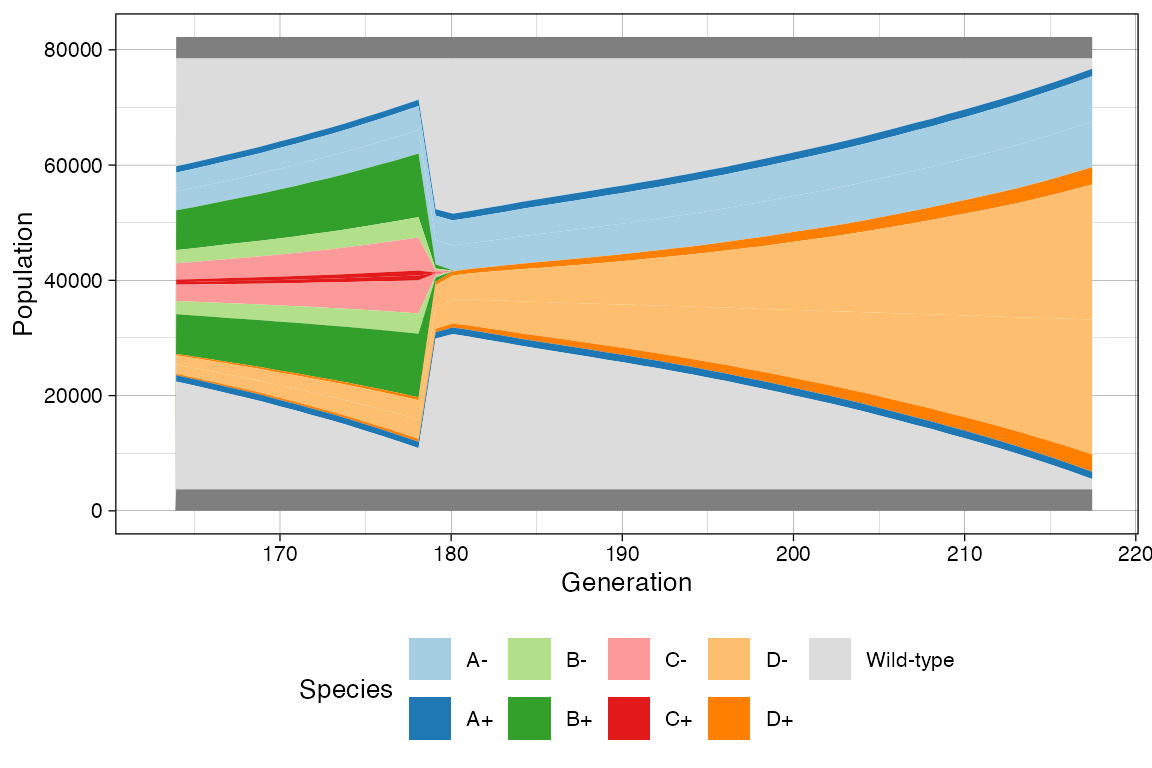 80000
60000
40000
20000
0
Population
170 180 190 200 210 220
Generation
Species
A- B- C- D- Wild-type
A+ B+ C+ D+